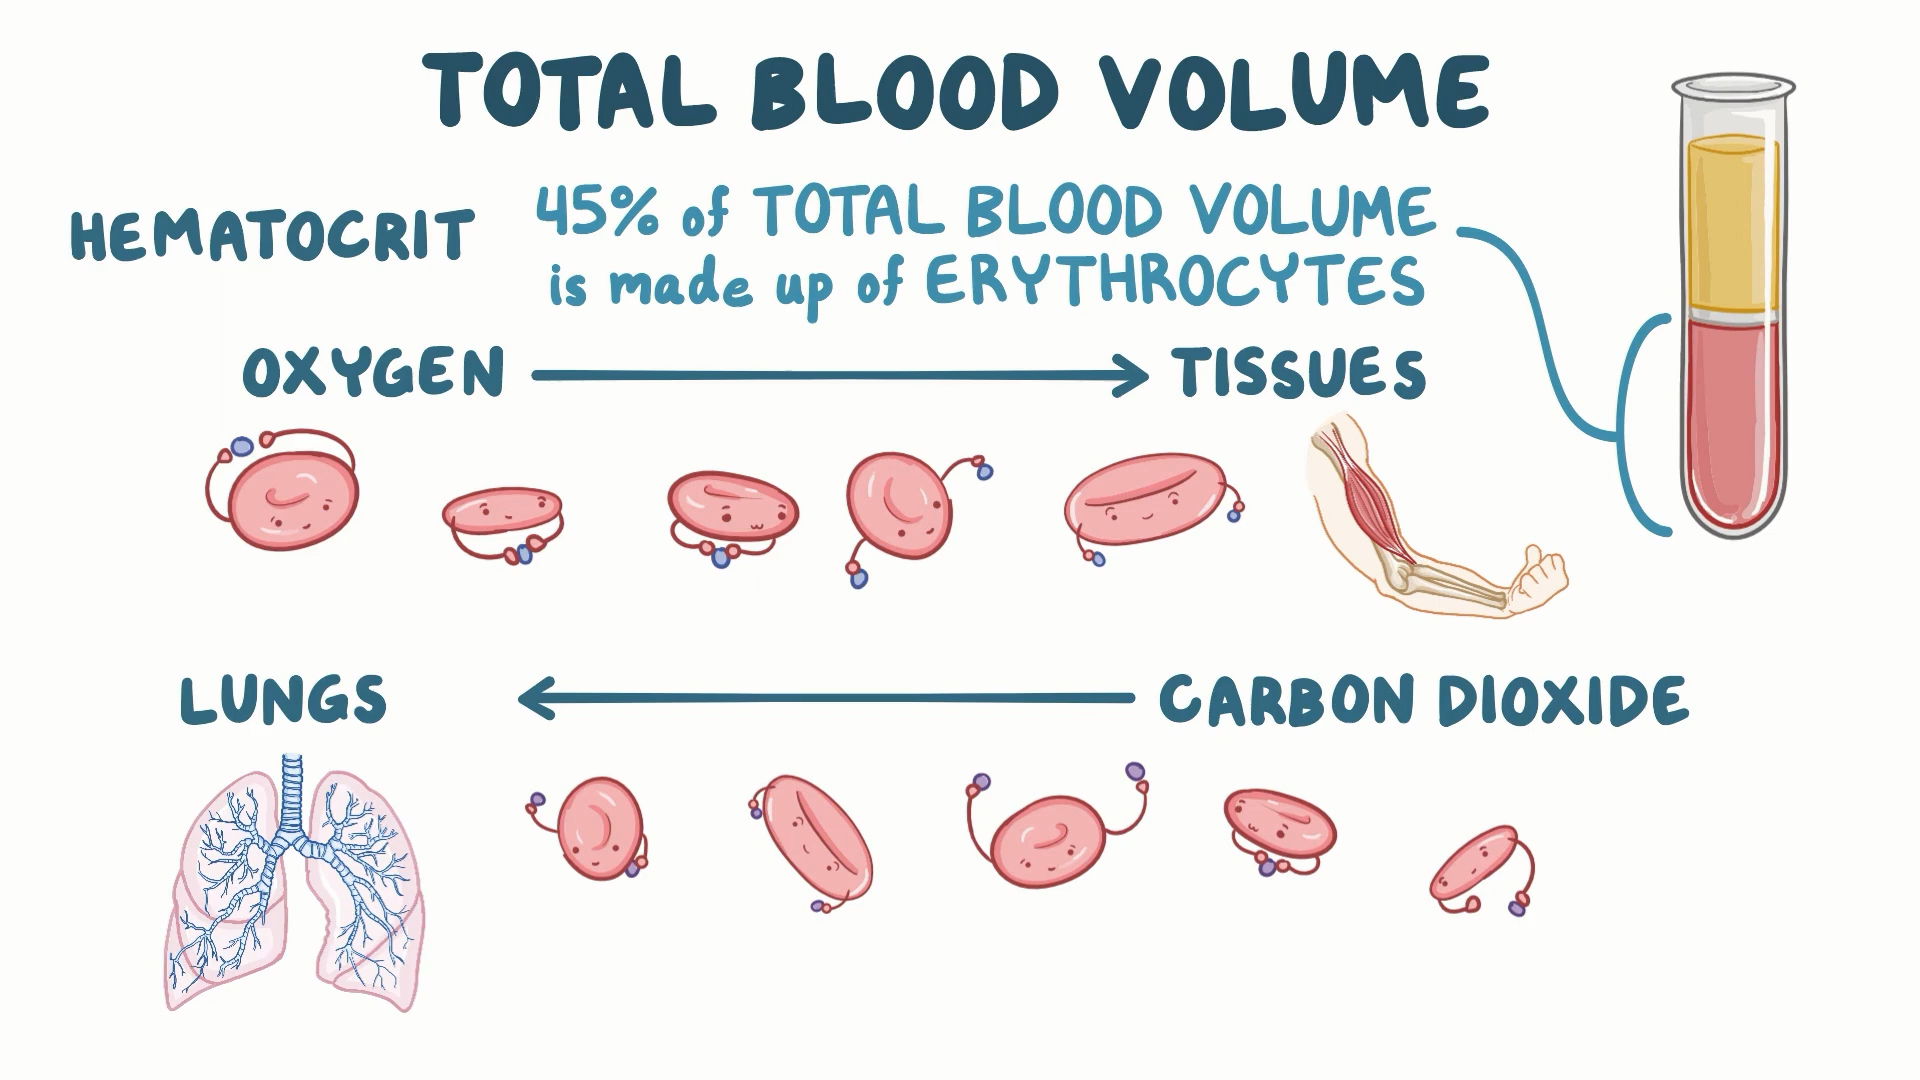 TOTAL BLOOD VOLUME
HEMATOCRIT
45% of TOTAL BLOOD VOLUME
is made up of ERYTHROCYTES
OXYGEN
TISSUES
LUNGS
CARBON DIOXIDE